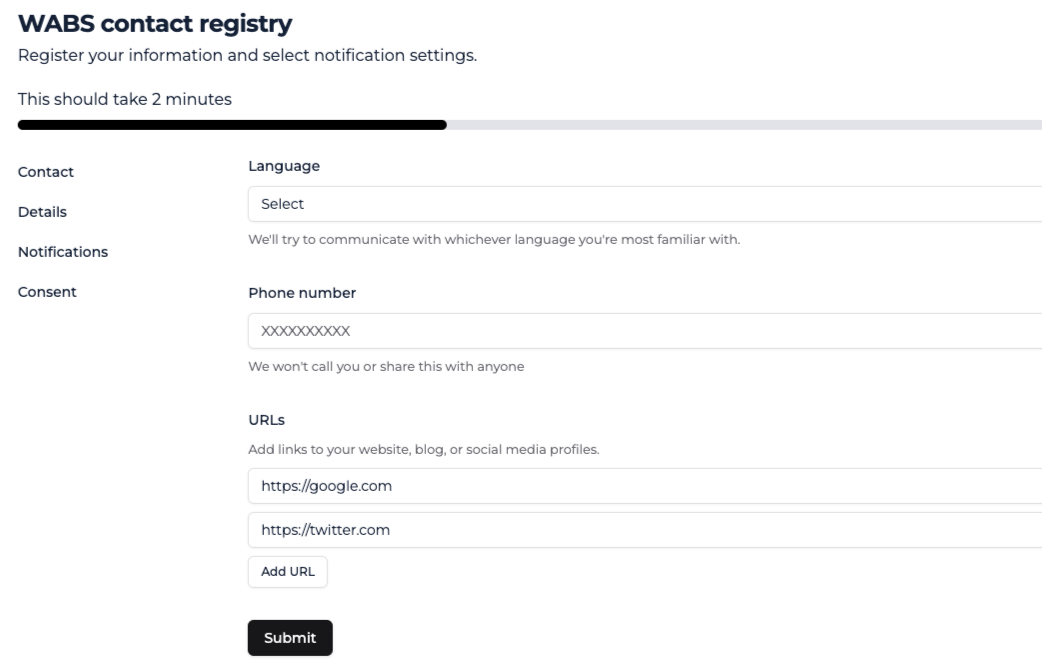 WABS contact registry
Register your information and select notification settings.
This should take 2 minutes
Contact
Details
Notifications
Consent
Language
Select
We'll try to communicate with whichever language you're most familiar with.
Phone number
XXXXXXXXXX
We won't call you or share this with anyone
URLs
Add links to your website, blog, or social media profiles.
https://google.com
https://twitter.com
Add URL
Submit